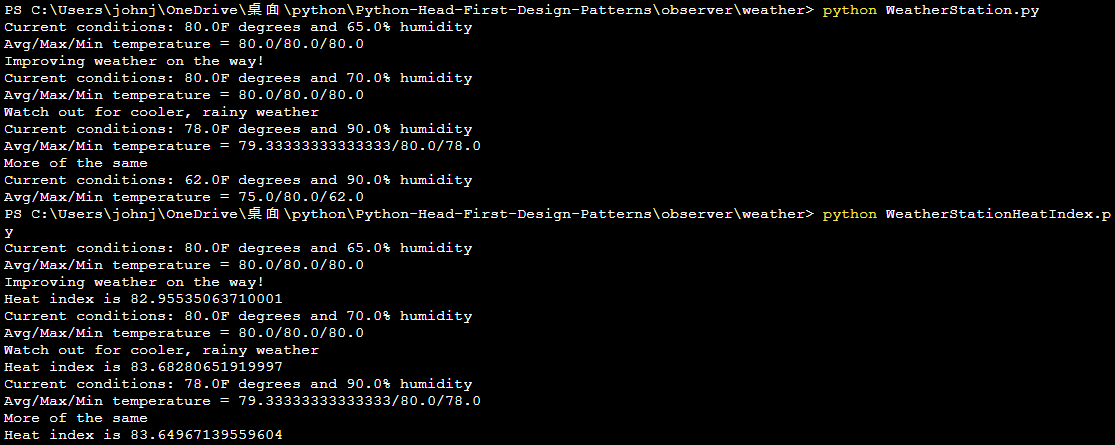 PS C:\Users\johnj\OneDrive\桌面\python\Python-Head-First-Design-Patterns\observer\weather> python WeatherStation.py
Current conditions: 80.0F degrees and 65.0% humidity
Avg/Max/Min temperature = 80.0/80.0/80.0
Improving weather on the way!
Current conditions: 80.0F degrees and 70.0% humidity
Avg/Max/Min temperature = 80.0/80.0/80.0
Watch out for cooler, rainy weather
Current conditions: 78.0F degrees and 90.0% humidity
Avg/Max/Min temperature = 79.33333333333333/80.0/78.0
More of the same
Current conditions: 62.0F degrees and 90.0% humidity
Avg/Max/Min temperature = 75.0/80.0/62.0
PS C:\Users\johnj\OneDrive\桌面\python\Python-Head-First-Design-Patterns\observer\weather> python WeatherStationHeatIndex.p
y
Current conditions: 80.0F degrees and 65.0% humidity
Avg/Max/Min temperature = 80.0/80.0/80.0
Improving weather on the way!
Heat index is 82.95535063710001
Current conditions: 80.0F degrees and 70.0% humidity
Avg/Max/Min temperature = 80.0/80.0/80.0
Watch out for cooler, rainy weather
Heat index is 83.68280651919997
Current conditions: 78.0F degrees and 90.0% humidity
Avg/Max/Min temperature = 79.33333333333333/80.0/78.0
More of the same
Heat index is 83.64967139559604